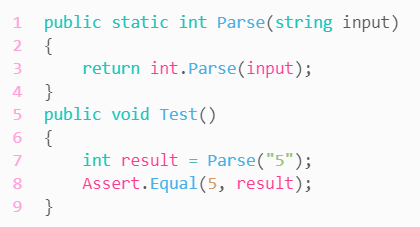 1 public static int Parse(string input)
2 {
3     return int.Parse(input);
4 }
5 public void Test()
6 {
7     int result = Parse("5");
8     Assert.Equal(5, result);
9 }